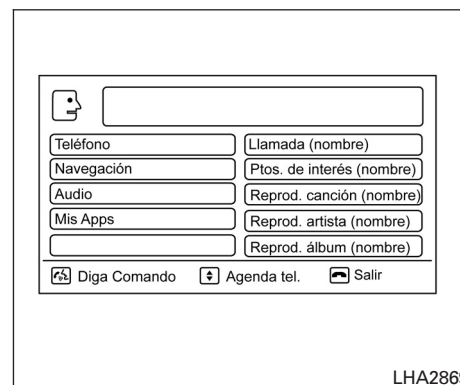 Teléfono
Llamada (nombre)
Navegación
Ptos. de interés (nombre)
Audio
Reprod. canción (nombre)
Mis Apps
Reprod. artista (nombre)
Reprod. álbum (nombre)
Diga Comando Agenda tel. Salir
LHA286